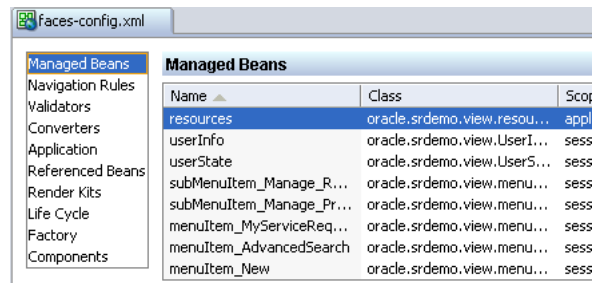 faces-config.xml
Managed Beans
Navigation Rules
Validators
Converters
Application
Referenced Beans
Render Kits
Life Cycle
Factory
Components
Managed Beans
Name Class Scop
resources oracle.srdemo.view.resou... appl
userInfo oracle.srdemo.view.UserI... sess
userState oracle.srdemo.view.UserS... sess
subMenuItem_Manage_R... oracle.srdemo.view.menu... sess
subMenuItem_Manage_Pr... oracle.srdemo.view.menu... sess
menuItem_MyServiceReq... oracle.srdemo.view.menu... sess
menuItem_AdvancedSearch oracle.srdemo.view.menu... sess
menuItem_New oracle.srdemo.view.menu... sess